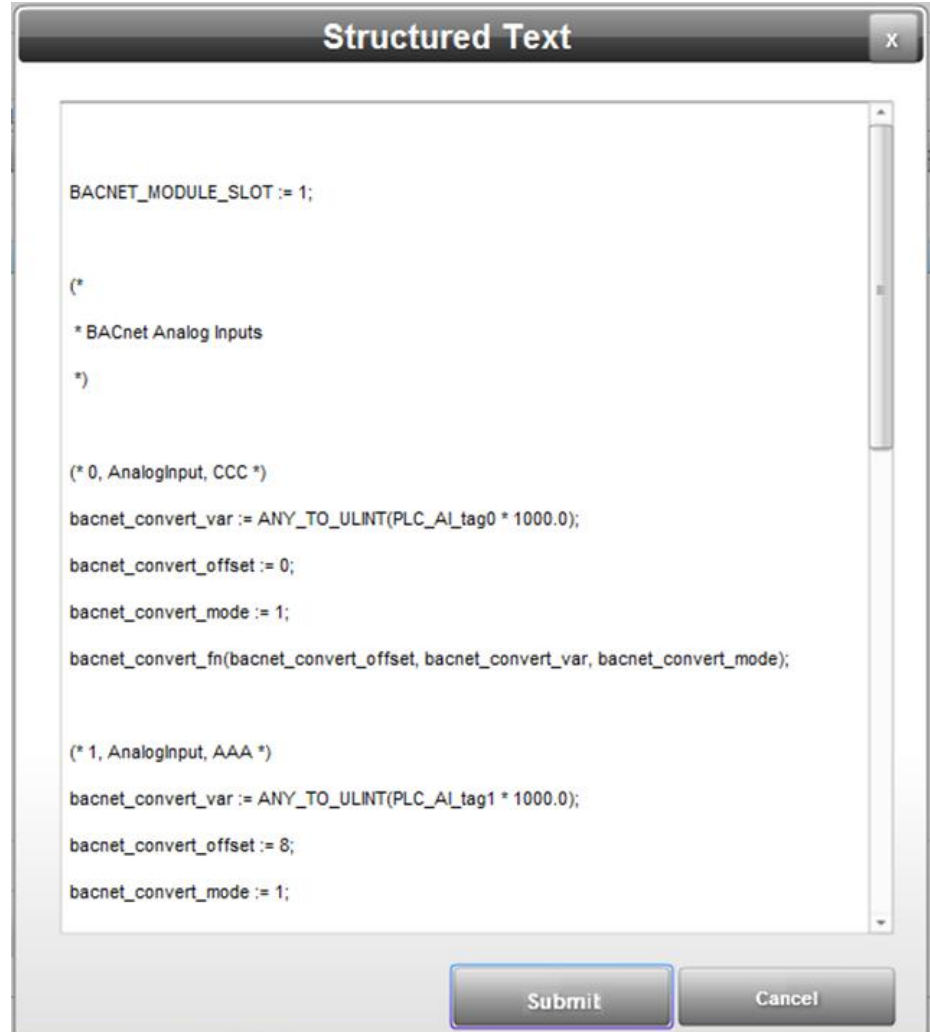 Structured Text
x
BACNET_MODULE_SLOT := 1;
(*
* BACnet Analog Inputs
*)
(* 0, AnalogInput, CCC *)
bacnet_convert_var := ANY_TO_ULINT(PLC_AI_tag0 * 1000.0);
bacnet_convert_offset := 0;
bacnet_convert_mode := 1;
bacnet_convert_fn(bacnet_convert_offset, bacnet_convert_var, bacnet_convert_mode);
(* 1, AnalogInput, AAA *)
bacnet_convert_var := ANY_TO_ULINT(PLC_AI_tag1 * 1000.0);
bacnet_convert_offset := 8;
bacnet_convert_mode := 1;
Submit
Cancel